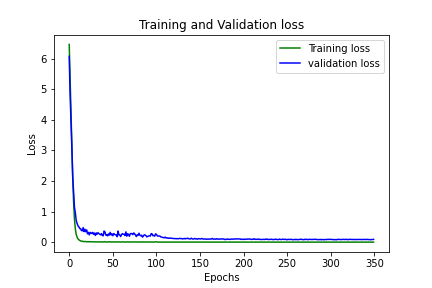 Training and Validation loss
Training loss
validation loss
6
5
4
3
2
1
0
Loss
0 50 100 150 200 250 300 350
Epochs